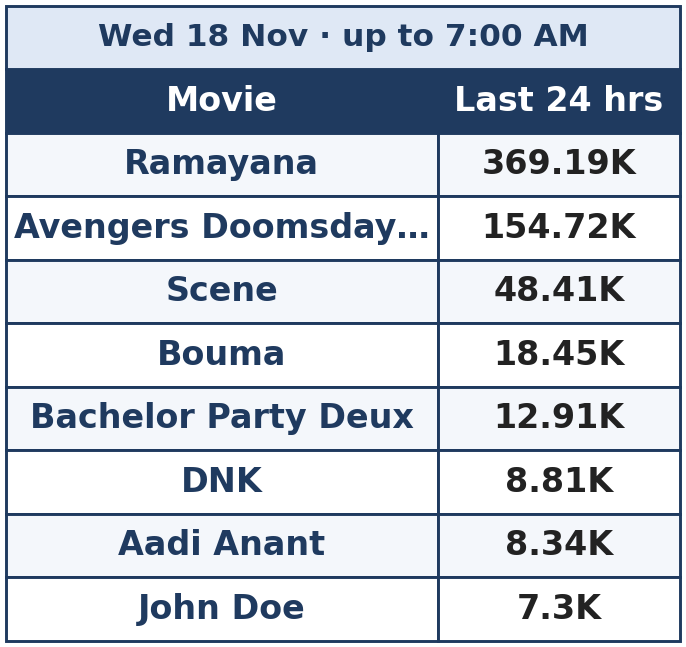 Wed 18 Nov · up to 7:00 AM
Movie Last 24 hrs
Ramayana 369.19K
Avengers Doomsday... 154.72K
Scene 48.41K
Bouma 18.45K
Bachelor Party Deux 12.91K
DNK 8.81K
Aadi Anant 8.34K
John Doe 7.3K